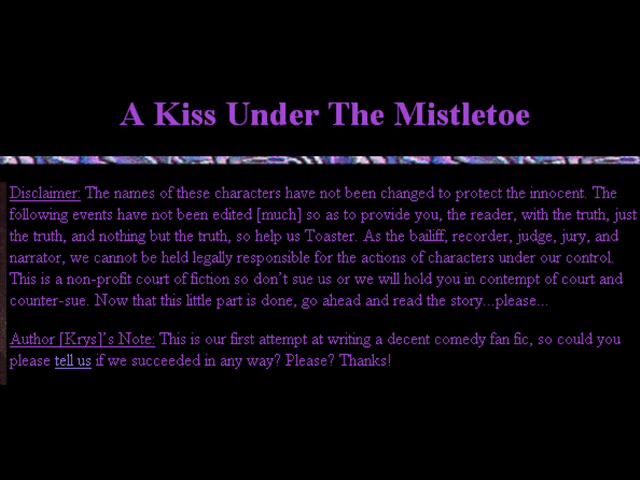 A Kiss Under The Mistletoe
Disclaimer: The names of these characters have not been changed to protect the innocent. The
following events have not been edited [much] so as to provide you, the reader, with the truth, just
the truth, and nothing but the truth, so help us Toaster. As the bailiff, recorder, judge, jury, and
narrator, we cannot be held legally responsible for the actions of characters under our control.
This is a non-profit court of fiction so don't sue us or we will hold you in contempt of court and
counter-sue. Now that this little part is done, go ahead and read the story...please...
Author [Krys]'s Note: This is our first attempt at writing a decent comedy fan fic, so could you
please tell us if we succeeded in any way? Please? Thanks!